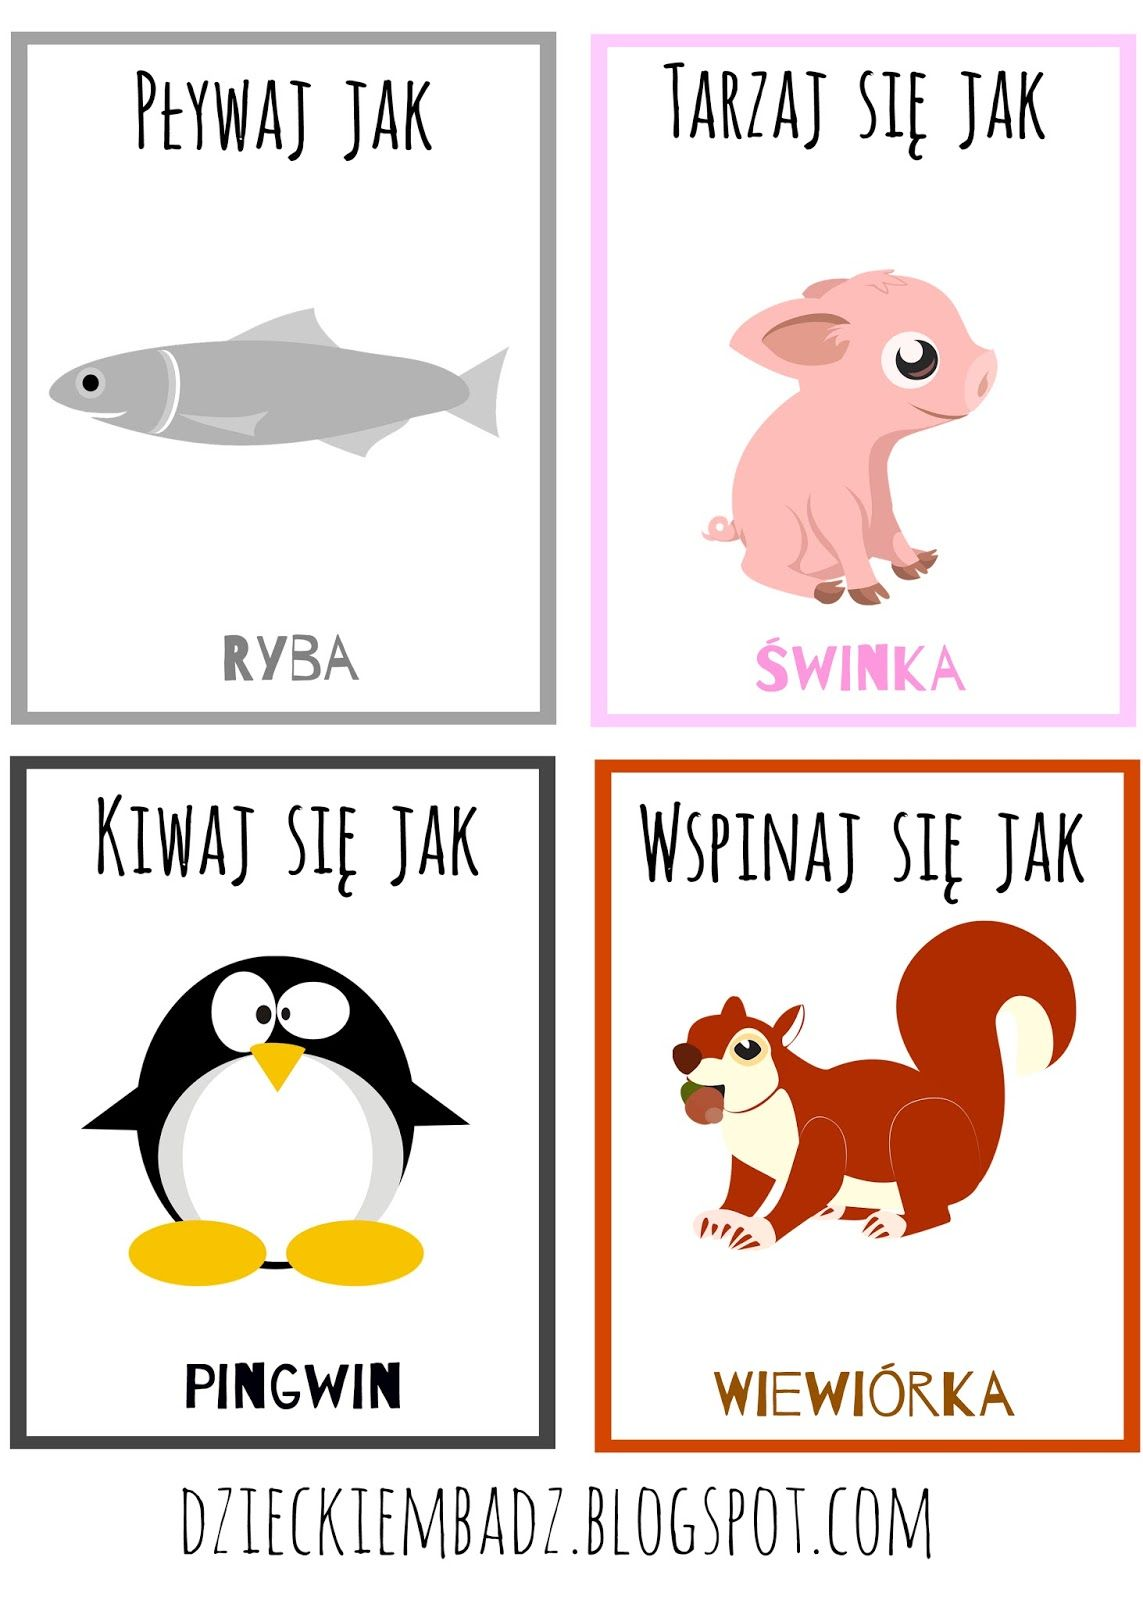 Pływaj jak
RYBA
Tarzaj się jak
ŚWINKA
Kiwaj się jak
PINGWIN
Wspinaj się jak
WIEWIÓRKA
dzieckiembadz.blogspot.com